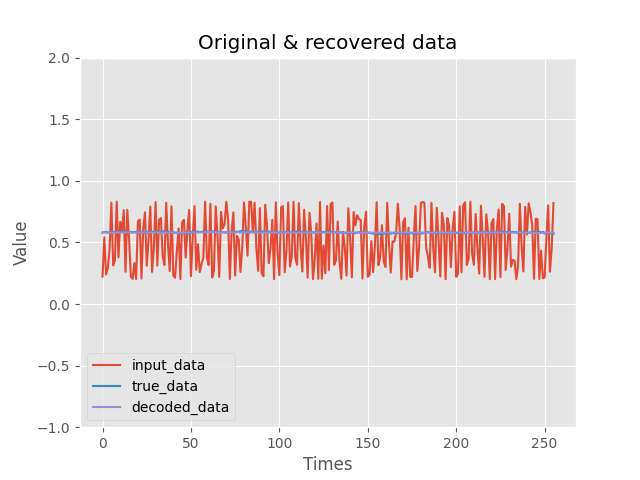 Original & recovered data
2.0
1.5
1.0
0.5
0.0
−0.5
−1.0
Value
input_data
true_data
decoded_data
0
50
100
150
200
250
Times